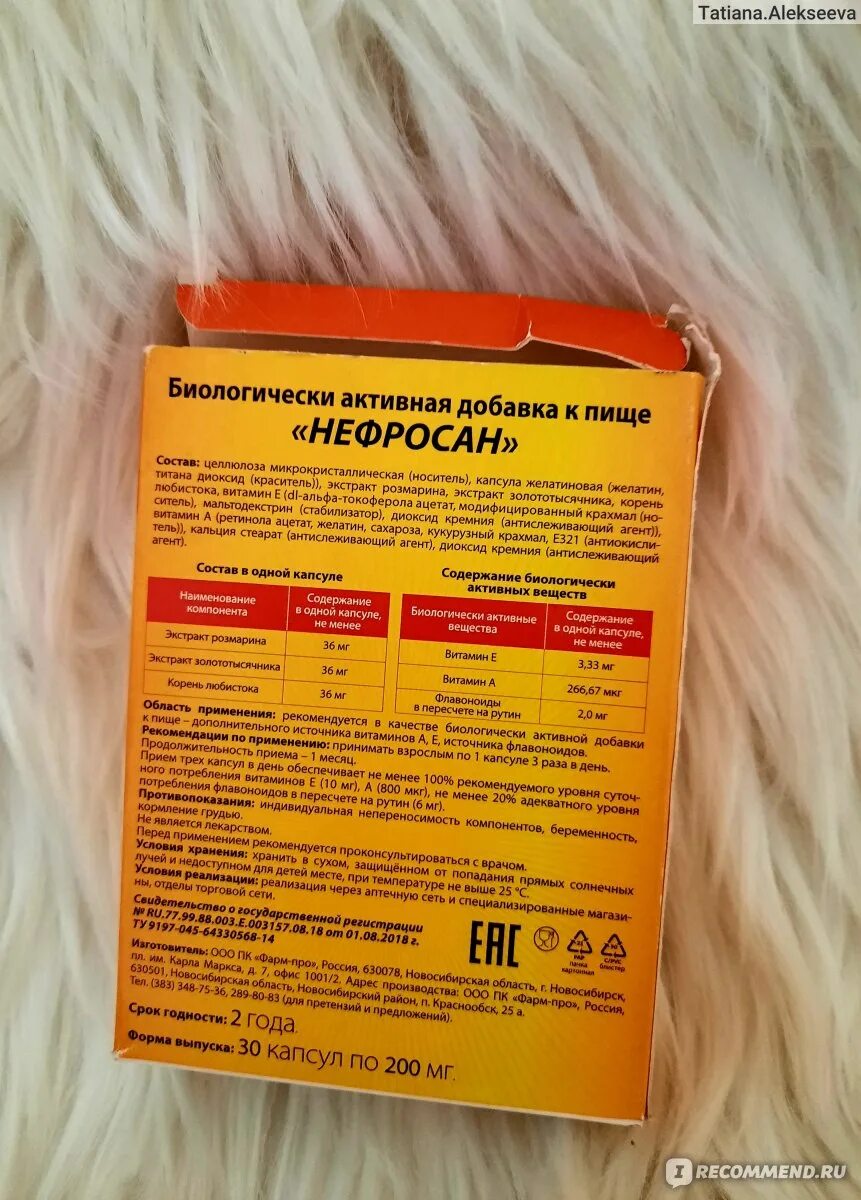 Tatiana.Alekseeva
Биологически активная добавка к пище
«НЕФРОСАН»
Состав: целлюлоза микрокристаллическая (носитель), капсула желатиновая (желатин,
титана диоксид (краситель)), экстракт розмарина, экстракт золототысячника, корень
любистока, витамин Е (dl-альфа-токоферола ацетат, модифицированный крахмал (но-
ситель), мальтодекстрин (стабилизатор), диоксид кремния (антислеживающий агент)),
витамин А (ретинола ацетат, желатин, сахароза, кукурузный крахмал, Е321 (антиокисли-
тель)), кальция стеарат (антислеживающий агент), диоксид кремния (антислеживающий
агент).
Состав в одной капсуле
Наименование компонента
Содержание в одной капсуле, не менее
Экстракт розмарина 36 мг
Экстракт золототысячника 36 мг
Корень любистока 36 мг
Содержание биологически
активных веществ
Биологически активные вещества
Содержание в одной капсуле, не менее
Витамин Е 3,33 мг
Витамин А 266,67 мкг
Флавоноиды в пересчете на рутин 2,0 мг
Область применения: рекомендуется в качестве биологически активной добавки
к пище – дополнительного источника витаминов А, Е, источника флавоноидов.
Рекомендации по применению: принимать взрослым по 1 капсуле 3 раза в день.
Продолжительность приема – 1 месяц.
Прием трех капсул в день обеспечивает не менее 100% рекомендуемого уровня суточ-
ного потребления витаминов Е (10 мг), А (800 мкг), не менее 20% адекватного уровня
потребления флавоноидов в пересчете на рутин (6 мг).
Противопоказания: индивидуальная непереносимость компонентов, беременность,
кормление грудью.
Не является лекарством.
Перед применением рекомендуется проконсультироваться с врачом.
Условия хранения: хранить в сухом, защищённом от попадания прямых солнечных
лучей и недоступном для детей месте, при температуре не выше 25 °С.
Условия реализации: реализация через аптечную сеть и специализированные магази-
ны, отделы торговой сети.
Свидетельство о государственной регистрации
№ RU.77.99.88.003.Е.003157.08.18 от 01.08.2018 г.
ТУ 9197-045-64330568-14
EAC
21
PAP
пачка
картонная
90
C/PVC
блистер
Изготовитель: ООО ПК «Фарм-про», Россия, 630078, Новосибирская область, г. Новосибирск,
пл. им. Карла Маркса, д. 7, офис 1001/2. Адрес производства: ООО ПК «Фарм-про», Россия,
630501, Новосибирская область, Новосибирский район, п. Краснообск, 25 а.
Тел. (383) 348-75-36, 289-80-83 (для претензий и предложений).
Срок годности: 2 года.
Форма выпуска: 30 капсул по 200 мг.
IRECOMMEND.RU